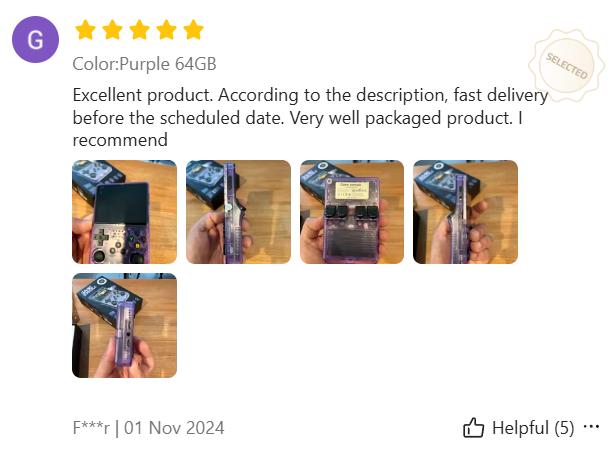 G
SELECTED
Color:Purple 64GB
Excellent product. According to the description, fast delivery
before the scheduled date. Very well packaged product. I
recommend
F***r | 01 Nov 2024
Helpful (5)